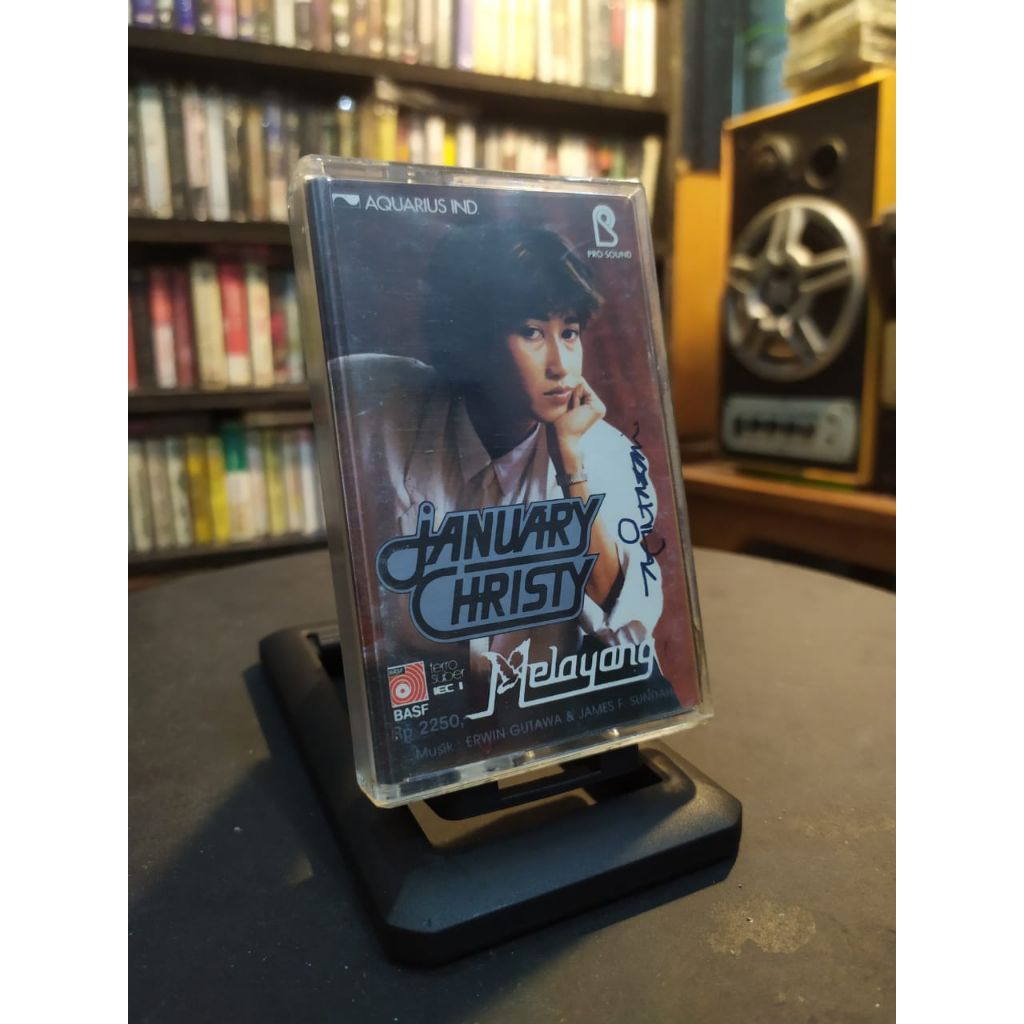 AQUARIUS IND.
PRO-SOUND
JANUARY
CHRISTY
Melayang
ferro
super
IEC I
BASF
Rp 2250,-
Musik : ERWIN GUTAWA & JAMES F. SUNDAH